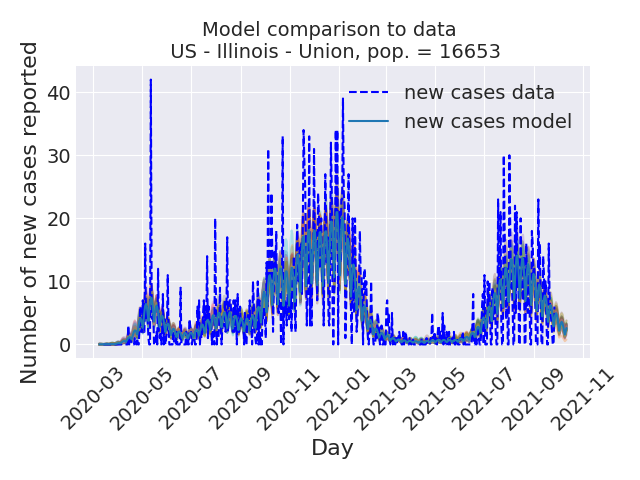 Model comparison to data
US - Illinois - Union, pop. = 16653
Number of new cases reported
40
30
20
10
0
new cases data
new cases model
2020-03
2020-05
2020-07
2020-09
2020-11
2021-01
2021-03
2021-05
2021-07
2021-09
2021-11
Day